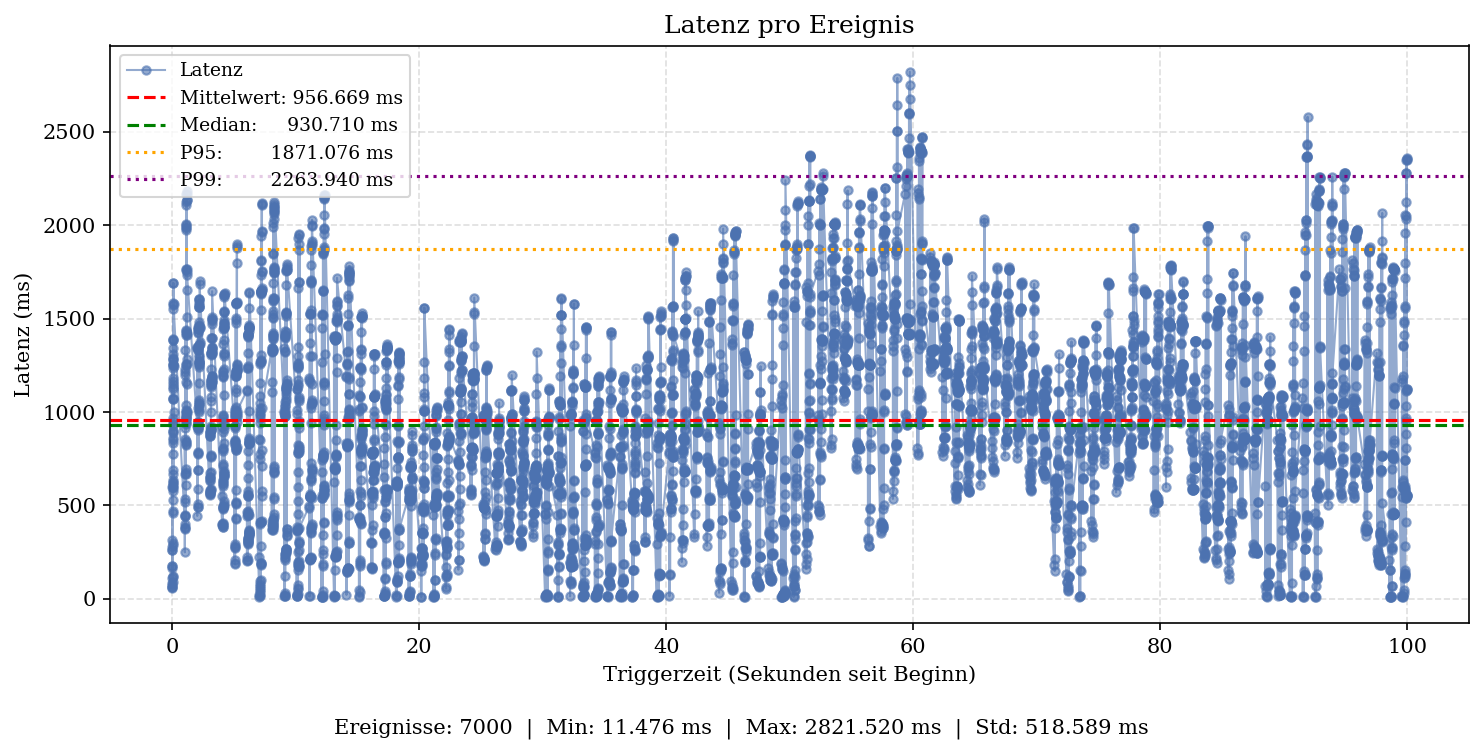 Latenz pro Ereignis
Latenz
Mittelwert: 956.669 ms
Median: 930.710 ms
P95: 1871.076 ms
P99: 2263.940 ms
Latenz (ms)
2500
2000
1500
1000
500
0
0 20 40 60 80 100
Triggerzeit (Sekunden seit Beginn)
Ereignisse: 7000 | Min: 11.476 ms | Max: 2821.520 ms | Std: 518.589 ms